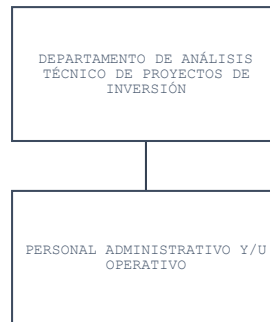 DEPARTAMENTO DE ANÁLISIS
TÉCNICO DE PROYECTOS DE
INVERSIÓN
PERSONAL ADMINISTRATIVO Y/U
OPERATIVO